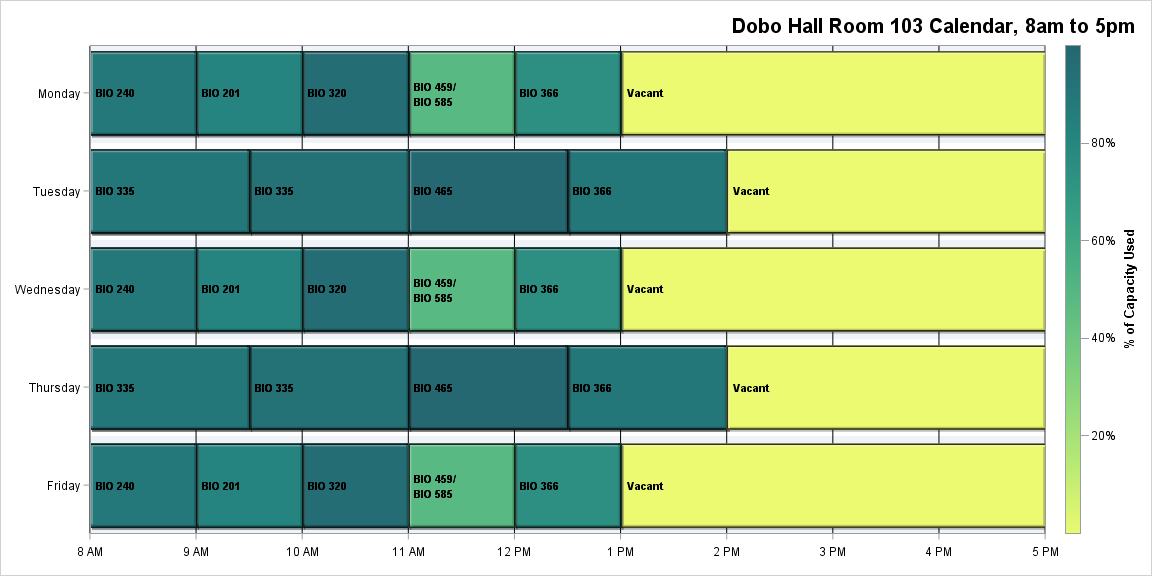 Dobo Hall Room 103 Calendar, 8am to 5pm
Monday
BIO 240
BIO 201
BIO 320
BIO 459/
BIO 585
BIO 366
Vacant
Tuesday
BIO 335
BIO 335
BIO 465
BIO 366
Vacant
Wednesday
BIO 240
BIO 201
BIO 320
BIO 459/
BIO 585
BIO 366
Vacant
Thursday
BIO 335
BIO 335
BIO 465
BIO 366
Vacant
Friday
BIO 240
BIO 201
BIO 320
BIO 459/
BIO 585
BIO 366
Vacant
8 AM
9 AM
10 AM
11 AM
12 PM
1 PM
2 PM
3 PM
4 PM
5 PM
80%
60%
40%
20%
% of Capacity Used